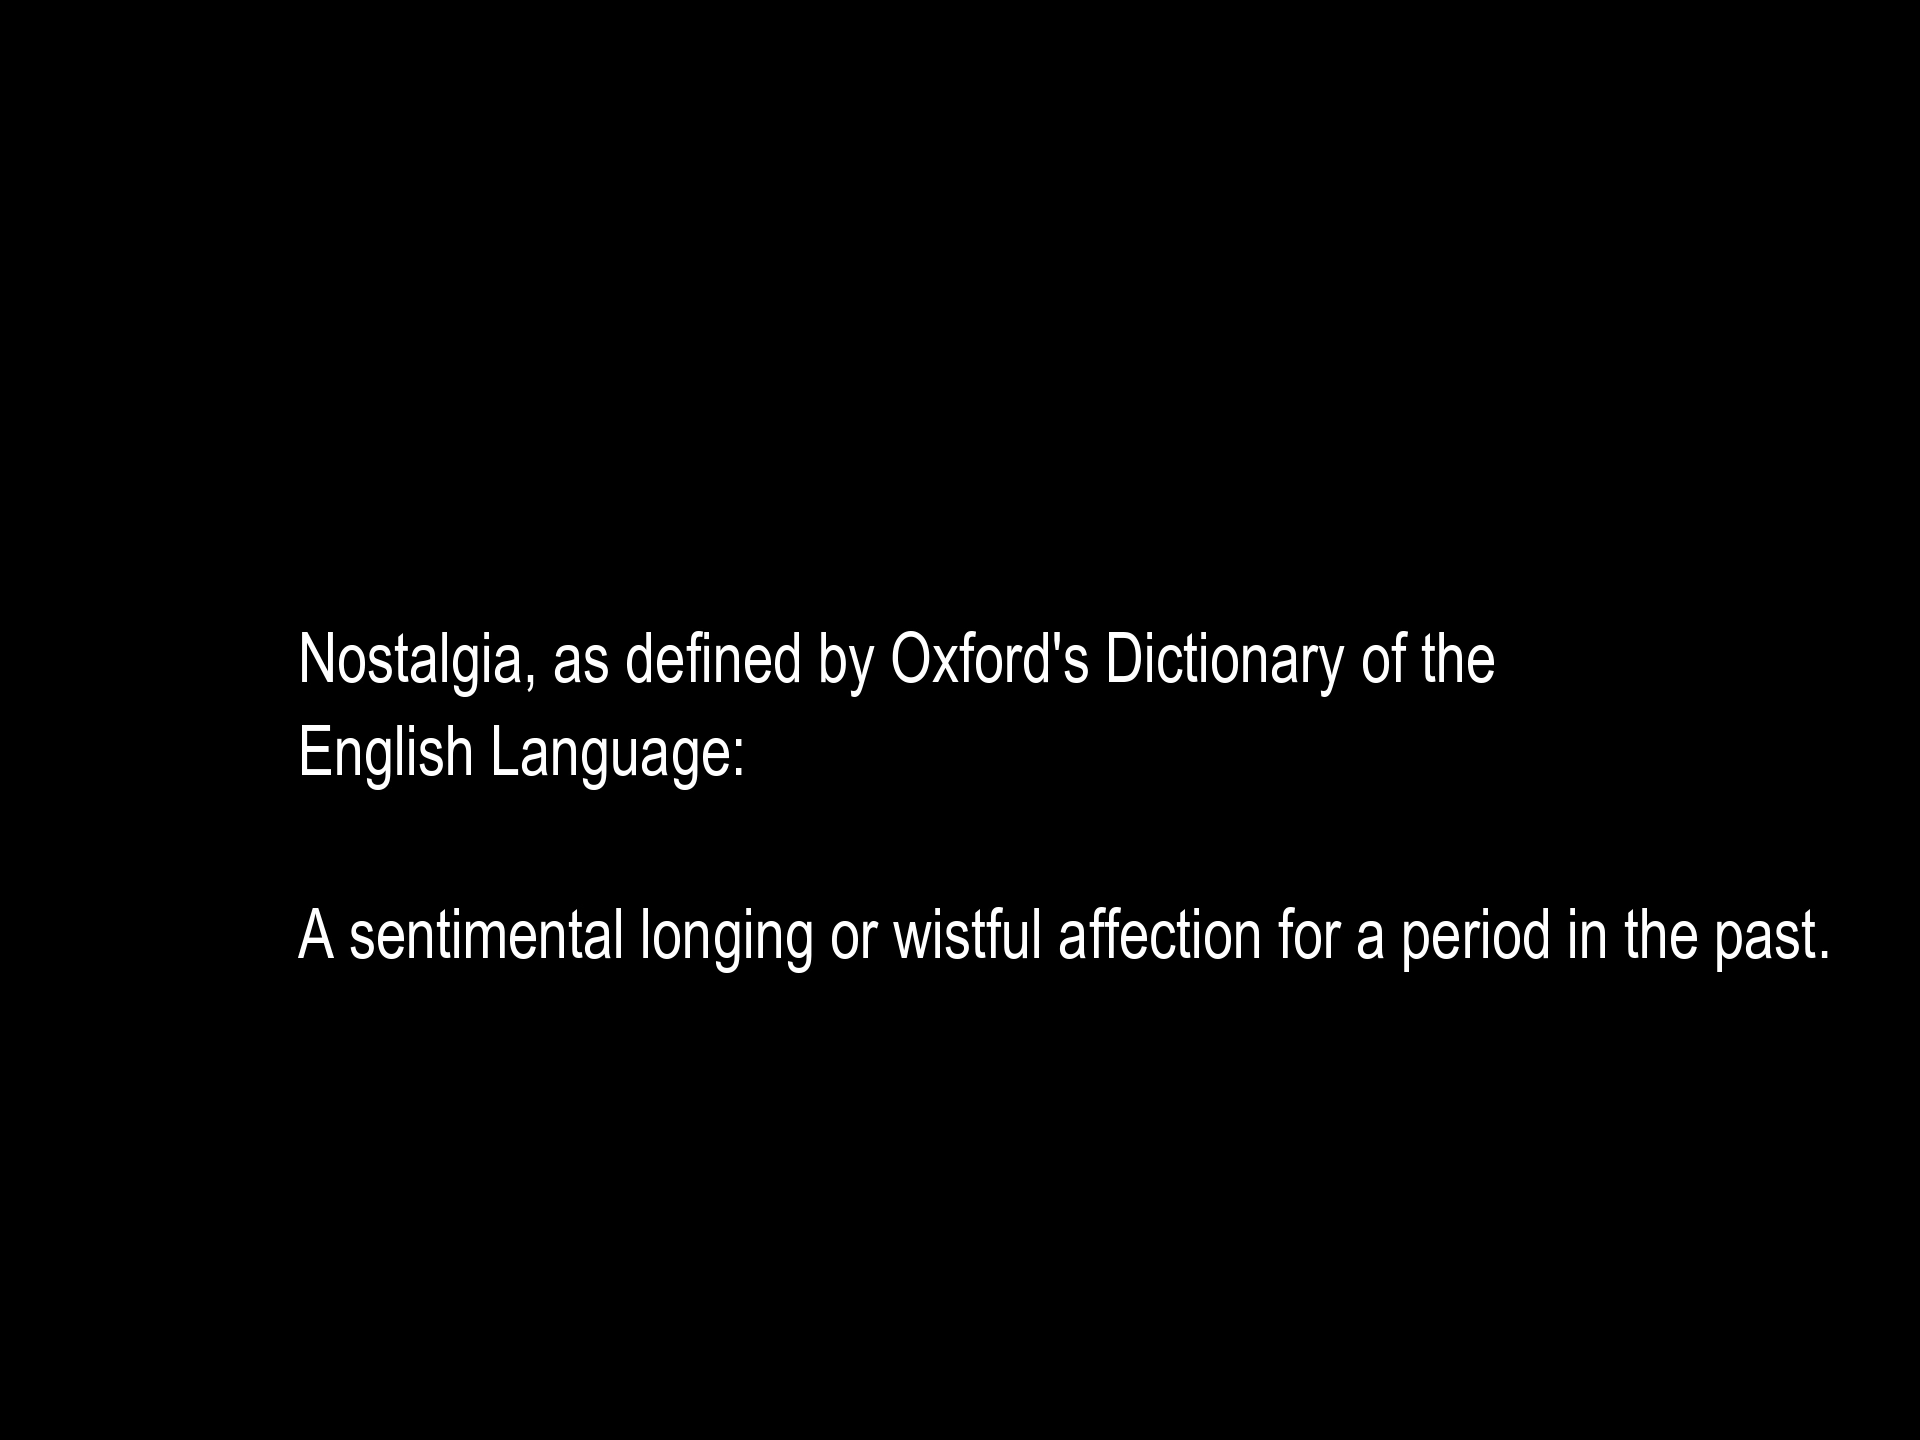 Nostalgia, as defined by Oxford's Dictionary of the
English Language:
A sentimental longing or wistful affection for a period in the past.